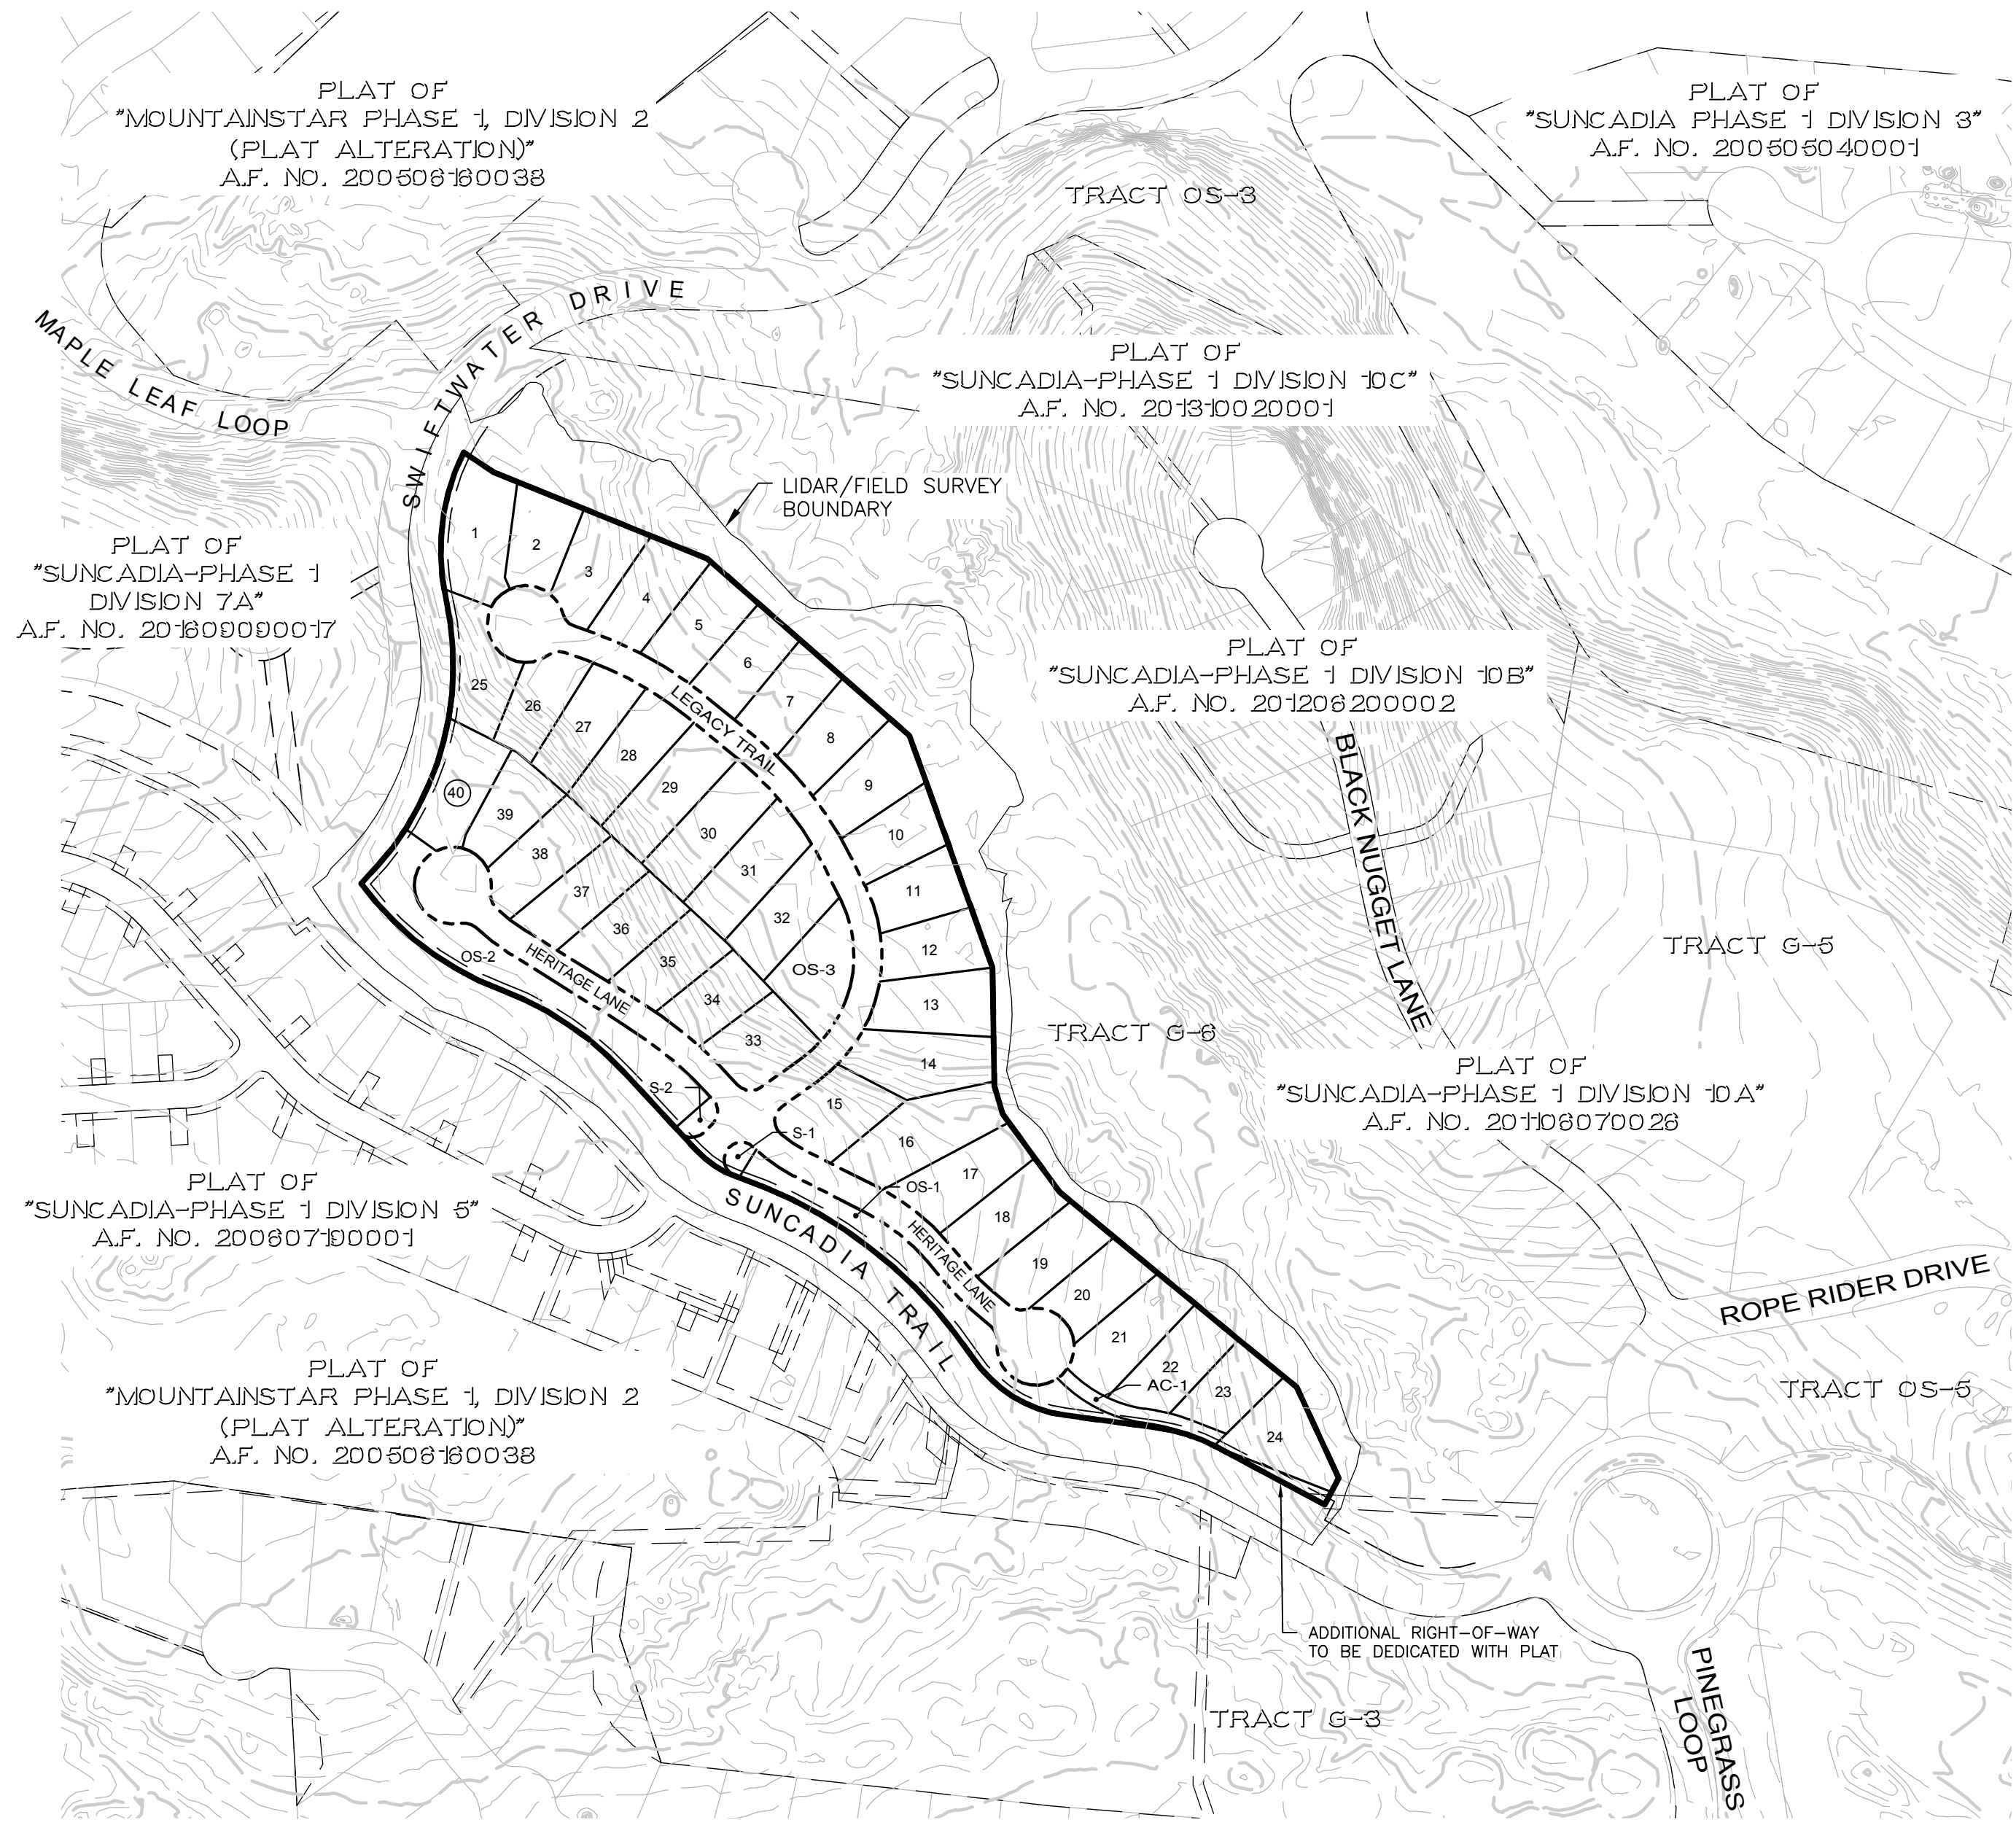 PLAT OF
"MOUNTAINSTAR PHASE 1, DIVISION 2
(PLAT ALTERATION)"
A.F. NO. 200506160038
PLAT OF
"SUNCADIA PHASE 1 DIVISION 3"
A.F. NO. 200505040001
TRACT OS-3
SWIFTWATER DRIVE
MAPLE LEAF LOOP
PLAT OF
"SUNCADIA-PHASE 1 DIVISION 10C"
A.F. NO. 201310020001
LIDAR/FIELD SURVEY
BOUNDARY
PLAT OF
"SUNCADIA-PHASE 1
DIVISION 7A"
A.F. NO. 201609090017
PLAT OF
"SUNCADIA-PHASE 1 DIVISION 10B"
A.F. NO. 201206200002
1
2
3
4
5
6
7
8
9
10
11
12
13
14
15
16
17
18
19
20
21
22
23
24
25
26
27
28
29
30
31
32
OS-3
40
39
38
37
36
35
34
33
LEGACY TRAIL
HERITAGE LANE
OS-2
S-2
S-1
OS-1
HERITAGE LANE
AC-1
SUNCADIA TRAIL
BLACK NUGGET LANE
TRACT G-5
TRACT G-6
PLAT OF
"SUNCADIA-PHASE 1 DIVISION 10A"
A.F. NO. 201106070026
PLAT OF
"SUNCADIA-PHASE 1 DIVISION 5"
A.F. NO. 200607190001
ROPE RIDER DRIVE
TRACT OS-5
PLAT OF
"MOUNTAINSTAR PHASE 1, DIVISION 2
(PLAT ALTERATION)"
A.F. NO. 200506160038
ADDITIONAL RIGHT-OF-WAY
TO BE DEDICATED WITH PLAT
TRACT G-3
PINEGRASS
LOOP